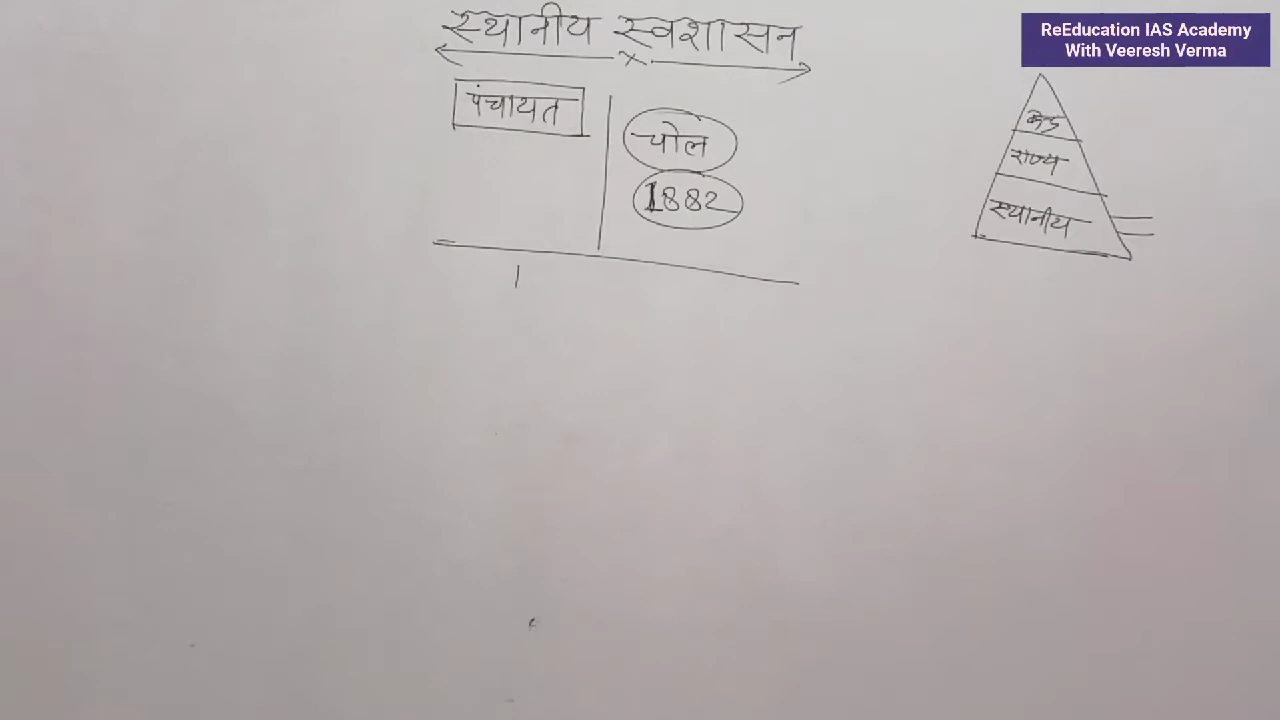 स्थानीय स्वशासन
ReEducation IAS Academy
With Veeresh Verma
पंचायत
चोल
1882
केंद्र
राज्य
स्थानीय